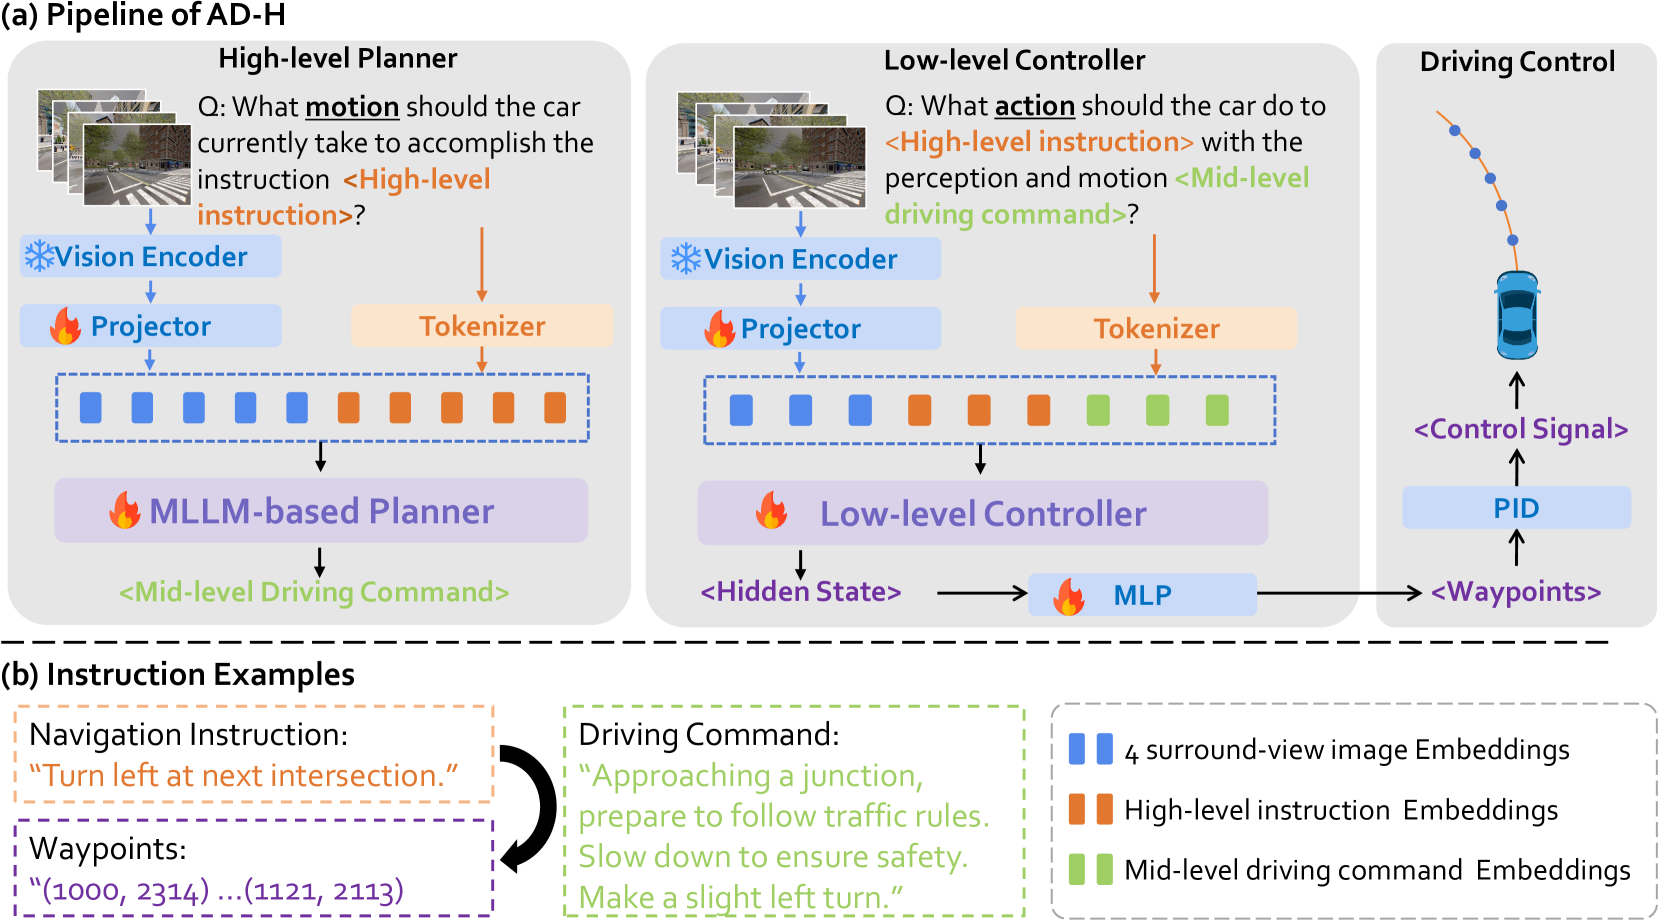 (a) Pipeline of AD-H
High-level Planner
Q: What motion should the car
currently take to accomplish the
instruction <High-level
instruction>?
Vision Encoder
Projector
Tokenizer
MLLM-based Planner
<Mid-level Driving Command>
Low-level Controller
Q: What action should the car do to
<High-level instruction> with the
perception and motion <Mid-level
driving command>?
Vision Encoder
Projector
Tokenizer
Low-level Controller
<Hidden State>
MLP
Driving Control
<Control Signal>
PID
<Waypoints>
(b) Instruction Examples
Navigation Instruction:
“Turn left at next intersection.”
Waypoints:
“(1000, 2314) ...(1121, 2113)
Driving Command:
“Approaching a junction,
prepare to follow traffic rules.
Slow down to ensure safety.
Make a slight left turn.”
4 surround-view image Embeddings
High-level instruction Embeddings
Mid-level driving command Embeddings